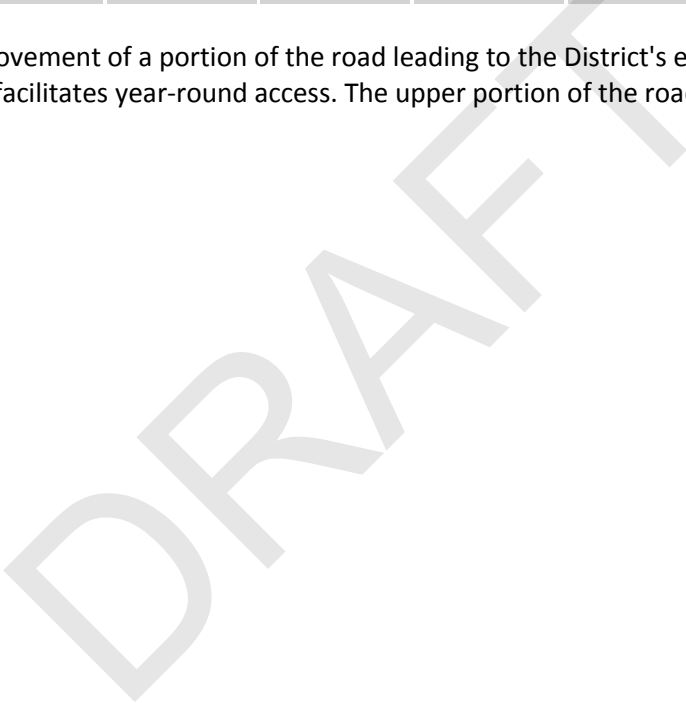 ovement of a portion of the road leading to the District's e
facilitates year-round access. The upper portion of the roa
DRAFT